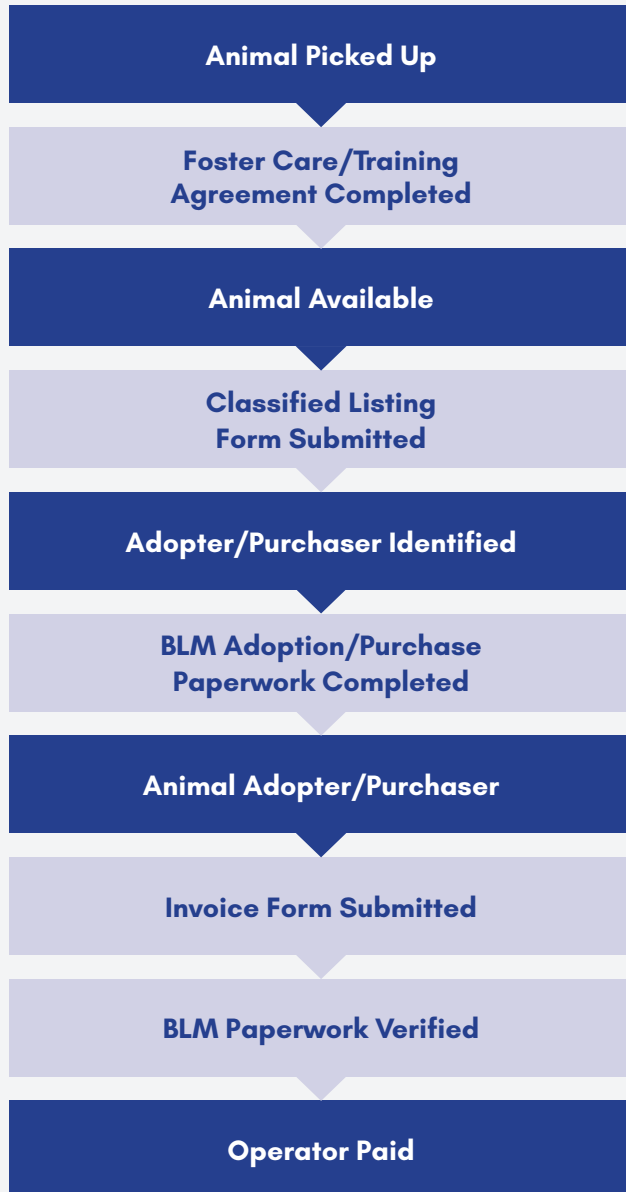 Animal Picked Up
Foster Care/Training
Agreement Completed
Animal Available
Classified Listing
Form Submitted
Adopter/Purchaser Identified
BLM Adoption/Purchase
Paperwork Completed
Animal Adopter/Purchaser
Invoice Form Submitted
BLM Paperwork Verified
Operator Paid